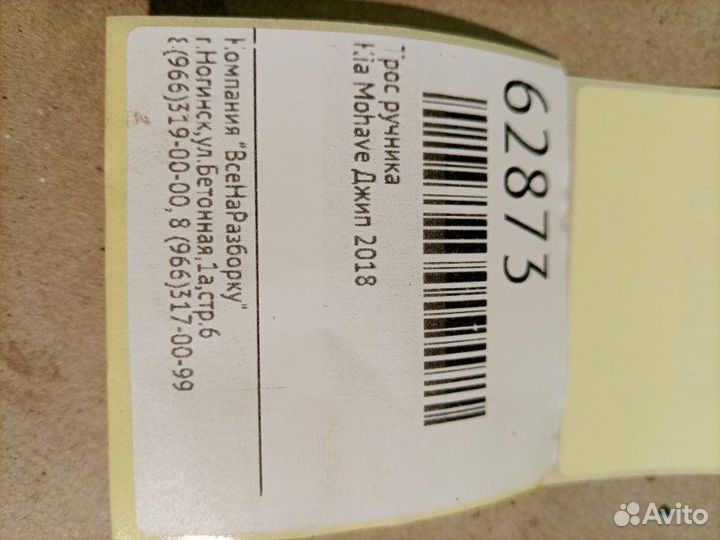 62873
Трос ручника
Kia Mohave Джип 2018
Компания "ВсеНаРазборку"
г.Ногинск,ул.Бетонная,1а,стр.6
8 (966)319-00-00, 8 (966)317-00-99
Avito